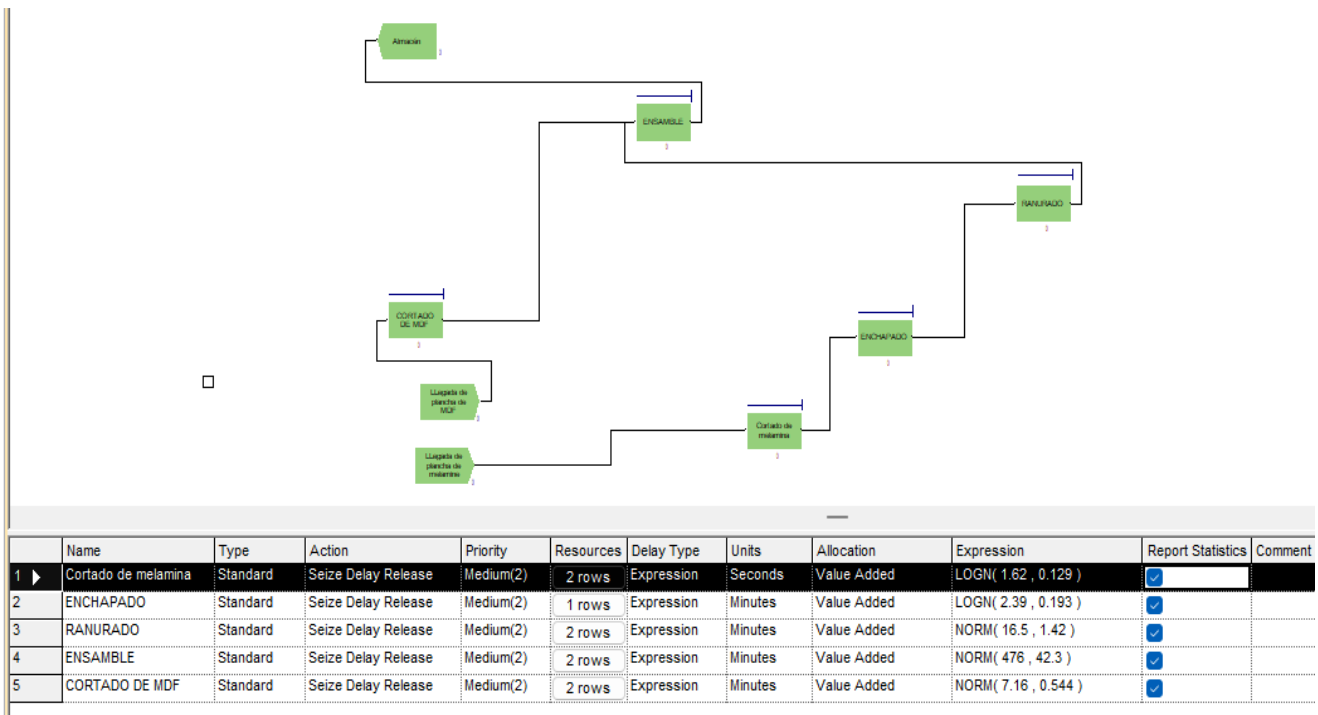 Almacén
ENSAMBLE
RANURADO
CORTADO
DE MDF
ENCHAPADO
LLegada de
plancha de
MDF
Cortado de
melamina
LLegada de
plancha de
melamine
Name Type Action Priority Resources Delay Type Units Allocation Expression Report Statistics Comment
1 Cortado de melamina Standard Seize Delay Release Medium(2) 2 rows Expression Seconds Value Added LOGN( 1.62 , 0.129 )
2 ENCHAPADO Standard Seize Delay Release Medium(2) 1 rows Expression Minutes Value Added LOGN( 2.39 , 0.193 )
3 RANURADO Standard Seize Delay Release Medium(2) 2 rows Expression Minutes Value Added NORM( 16.5 , 1.42 )
4 ENSAMBLE Standard Seize Delay Release Medium(2) 2 rows Expression Minutes Value Added NORM( 476 , 42.3 )
5 CORTADO DE MDF Standard Seize Delay Release Medium(2) 2 rows Expression Minutes Value Added NORM( 7.16 , 0.544 )